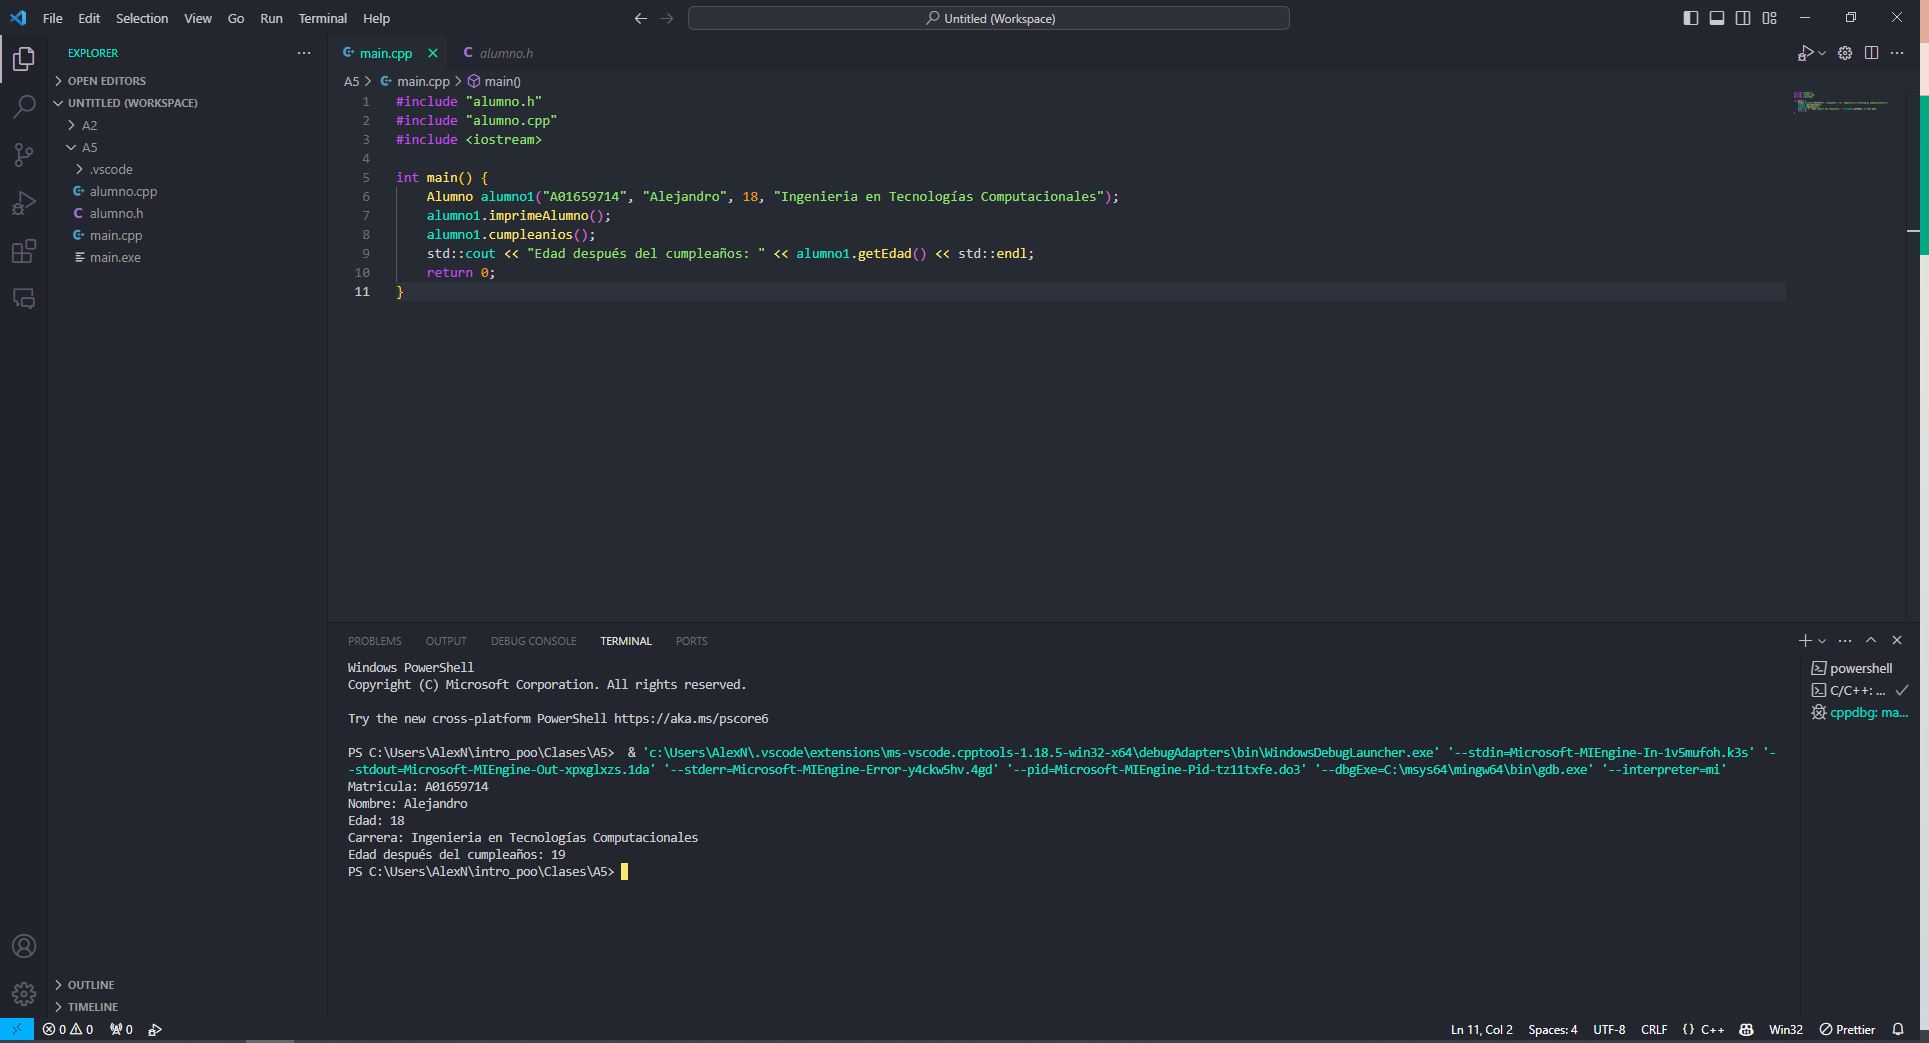 File Edit Selection View Go Run Terminal Help
Untitled (Workspace)
EXPLORER
OPEN EDITORS
UNTITLED (WORKSPACE)
A2
A5
.vscode
alumno.cpp
alumno.h
main.cpp
main.exe
OUTLINE
TIMELINE
main.cpp alumno.h
A5 > main.cpp > main()
1 #include "alumno.h"
2 #include "alumno.cpp"
3 #include <iostream>
4
5 int main() {
6 Alumno alumno1("A01659714", "Alejandro", 18, "Ingenieria en Tecnologías Computacionales");
7 alumno1.imprimeAlumno();
8 alumno1.cumpleanios();
9 std::cout << "Edad después del cumpleaños: " << alumno1.getEdad() << std::endl;
10 return 0;
11 }
PROBLEMS OUTPUT DEBUG CONSOLE TERMINAL PORTS
Windows PowerShell
Copyright (C) Microsoft Corporation. All rights reserved.
Try the new cross-platform PowerShell https://aka.ms/pscore6
PS C:\Users\AlexN\intro_poo\Clases\A5>  & 'c:\Users\AlexN\.vscode\extensions\ms-vscode.cpptools-1.18.5-win32-x64\debugAdapters\bin\WindowsDebugLauncher.exe' '--stdin=Microsoft-MIEngine-In-1v5mufoh.k3s' '-
-stdout=Microsoft-MIEngine-Out-xpxglxzs.1da' '--stderr=Microsoft-MIEngine-Error-y4ckw5hv.4gd' '--pid=Microsoft-MIEngine-Pid-tz11txfe.do3' '--dbgExe=C:\msys64\mingw64\bin\gdb.exe' '--interpreter=mi'
Matricula: A01659714
Nombre: Alejandro
Edad: 18
Carrera: Ingenieria en Tecnologías Computacionales
Edad después del cumpleaños: 19
PS C:\Users\AlexN\intro_poo\Clases\A5>
powershell
C/C++: ...
cppdbg: ma...
0 0 0
Ln 11, Col 2 Spaces: 4 UTF-8 CRLF {} C++ Win32 Prettier